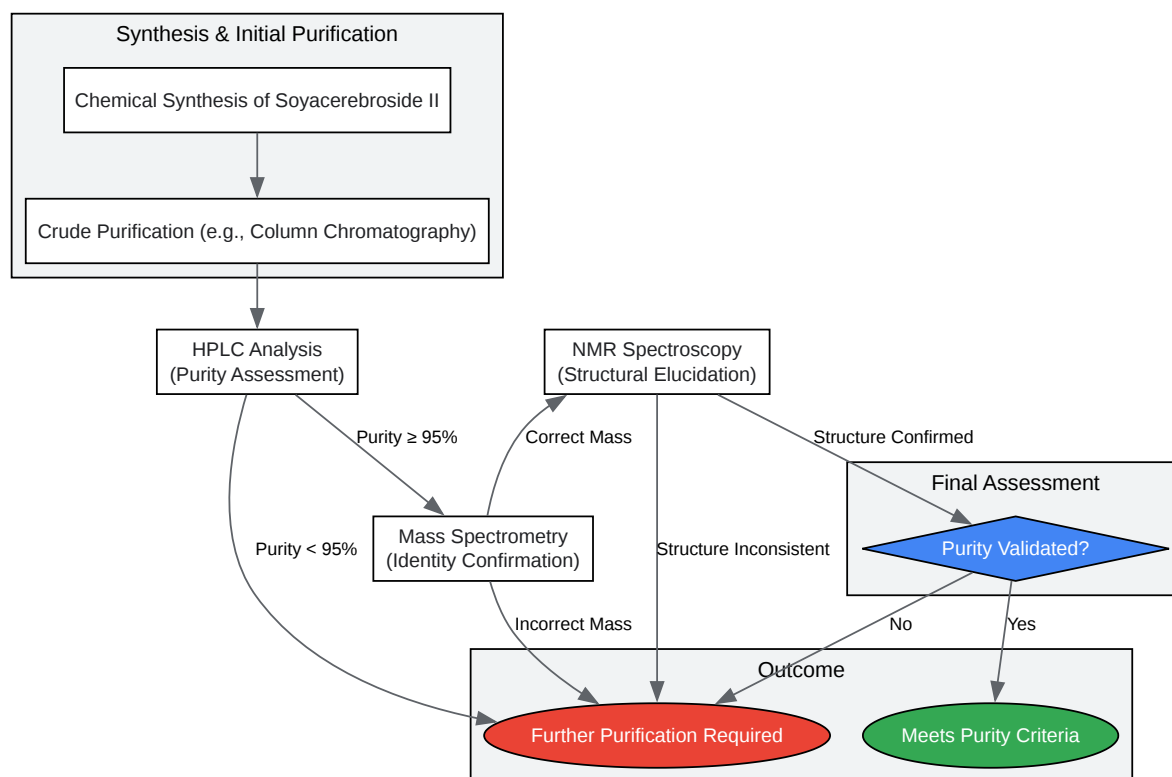 Synthesis & Initial Purification
Chemical Synthesis of Soyacerebroside II
Crude Purification (e.g., Column Chromatography)
HPLC Analysis
(Purity Assessment)
NMR Spectroscopy
(Structural Elucidation)
Purity ≥ 95%
Correct Mass
Structure Confirmed
Final Assessment
Purity < 95%
Mass Spectrometry
(Identity Confirmation)
Structure Inconsistent
Purity Validated?
Incorrect Mass
No
Yes
Outcome
Further Purification Required
Meets Purity Criteria